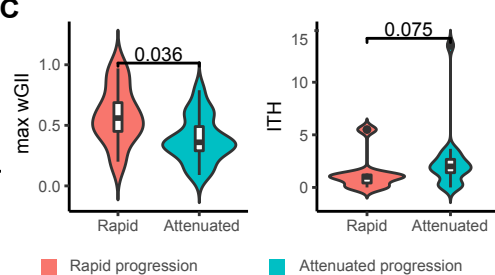 C
max wGII
1.0
0.5
0.0
0.036
Rapid
Attenuated
ITH
15
10
5
0
0.075
Rapid
Attenuated
Rapid progression
Attenuated progression